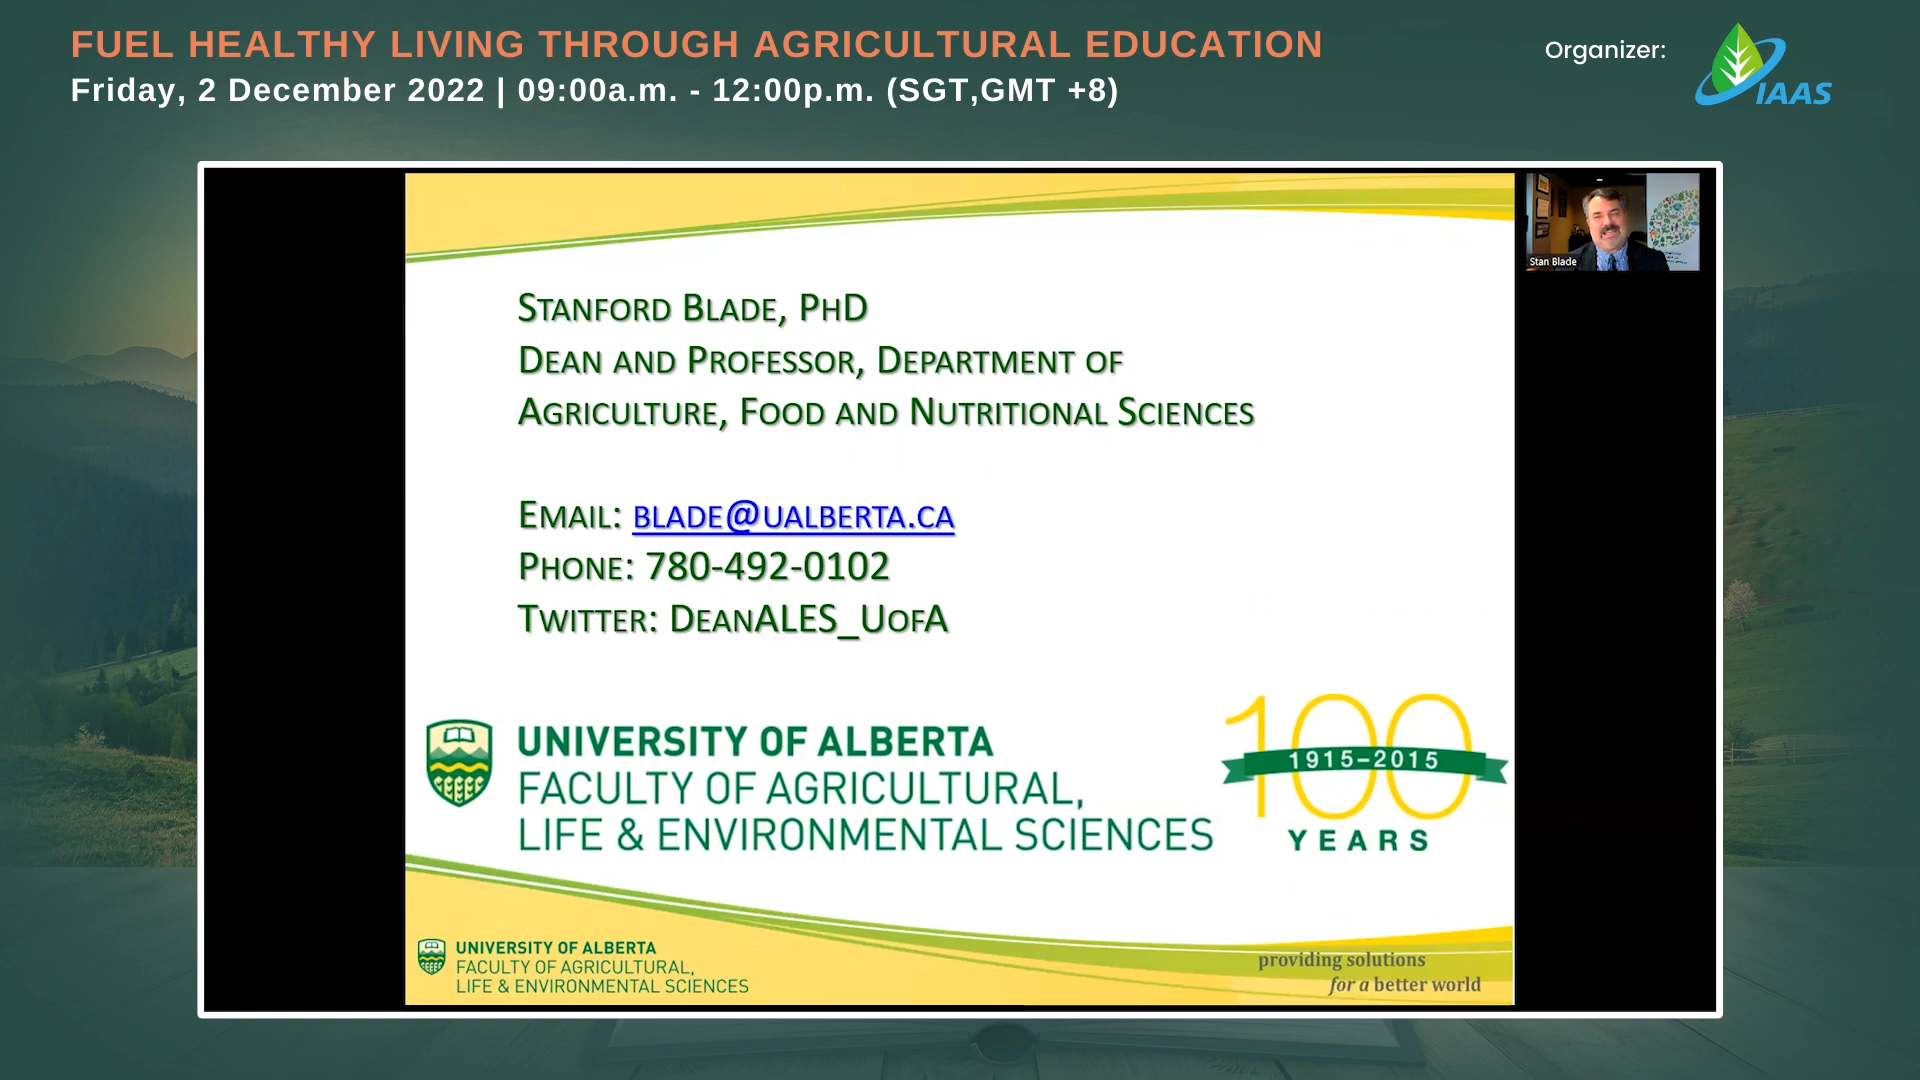 FUEL HEALTHY LIVING THROUGH AGRICULTURAL EDUCATION
Friday, 2 December 2022 | 09:00a.m. - 12:00p.m. (SGT,GMT +8)
Organizer:
IAAS
Stan Blade
STANFORD BLADE, PHD
DEAN AND PROFESSOR, DEPARTMENT OF
AGRICULTURE, FOOD AND NUTRITIONAL SCIENCES
EMAIL: BLADE@UALBERTA.CA
PHONE: 780-492-0102
TWITTER: DEANALES_UOFA
UNIVERSITY OF ALBERTA
FACULTY OF AGRICULTURAL,
LIFE & ENVIRONMENTAL SCIENCES
100
1915–2015
YEARS
UNIVERSITY OF ALBERTA
FACULTY OF AGRICULTURAL,
LIFE & ENVIRONMENTAL SCIENCES
providing solutions
for a better world